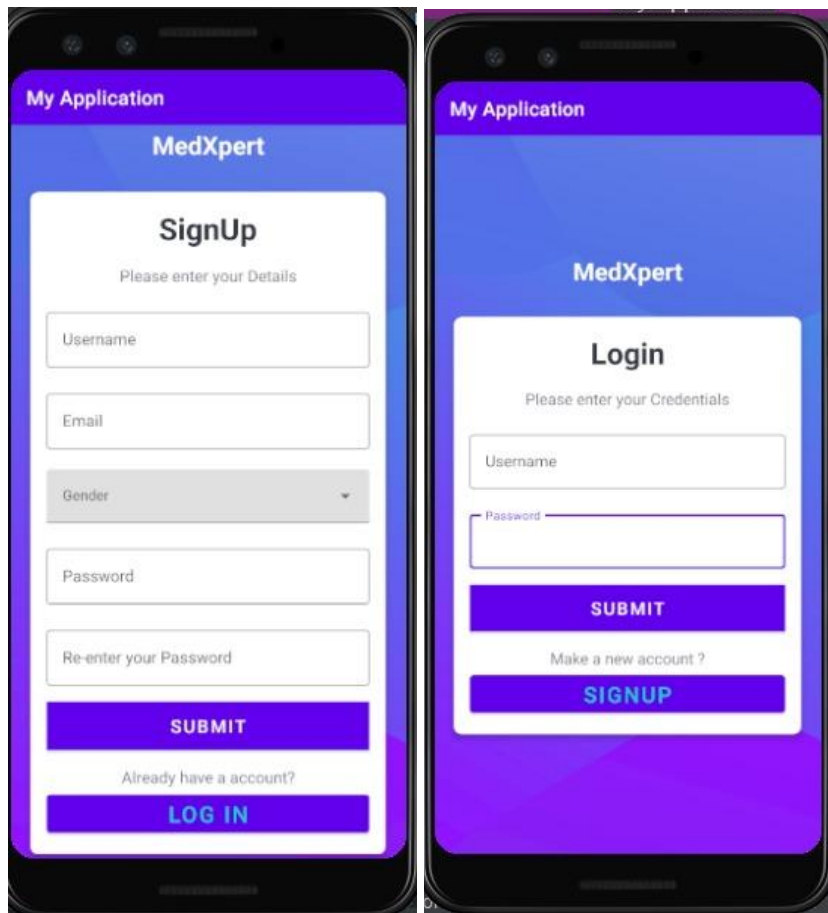 My Application
MedXpert
SignUp
Please enter your Details
Username
Email
Gender
Password
Re-enter your Password
SUBMIT
Already have a account?
LOG IN
My Application
MedXpert
Login
Please enter your Credentials
Username
Password
SUBMIT
Make a new account ?
SIGNUP